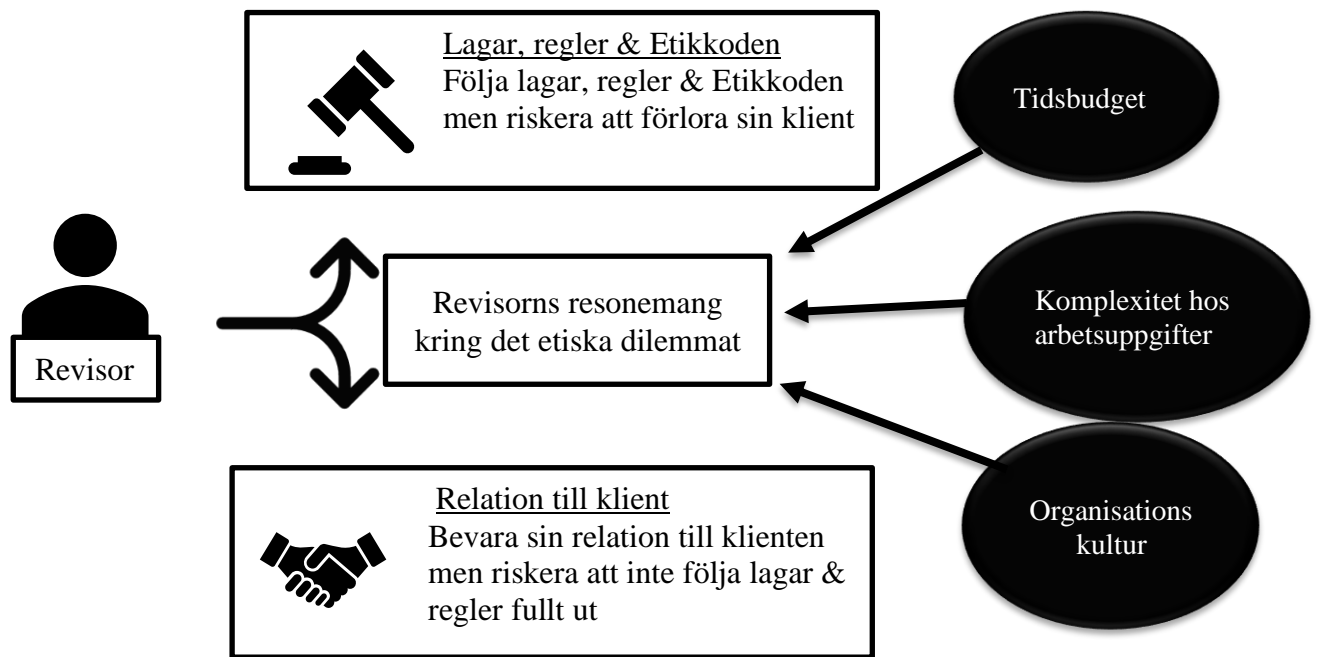 Lagar, regler & Etikkoden
Följa lagar, regler & Etikkoden
men riskera att förlora sin klient
Tidsbudget
Revisor
Revisorns resonemang
kring det etiska dilemmat
Komplexitet hos
arbetsuppgifter
Relation till klient
Bevara sin relation till klienten
men riskera att inte följa lagar &
regler fullt ut
Organisations
kultur